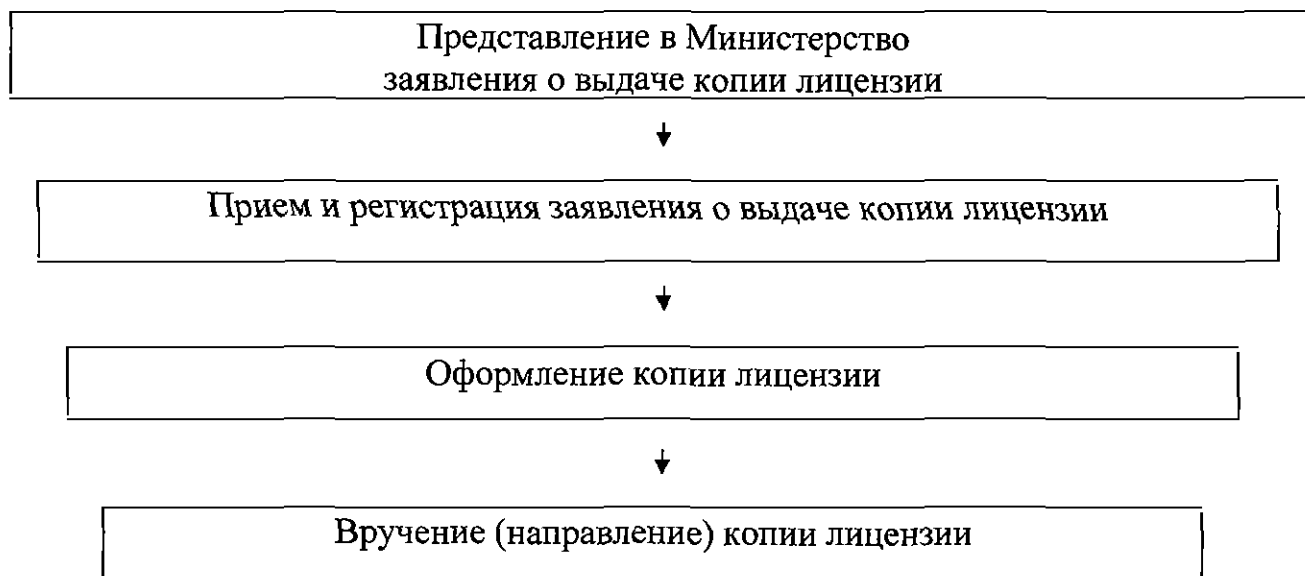 Представление в Министерство
заявления о выдаче копии лицензии
Прием и регистрация заявления о выдаче копии лицензии
Оформление копии лицензии
Вручение (направление) копии лицензии